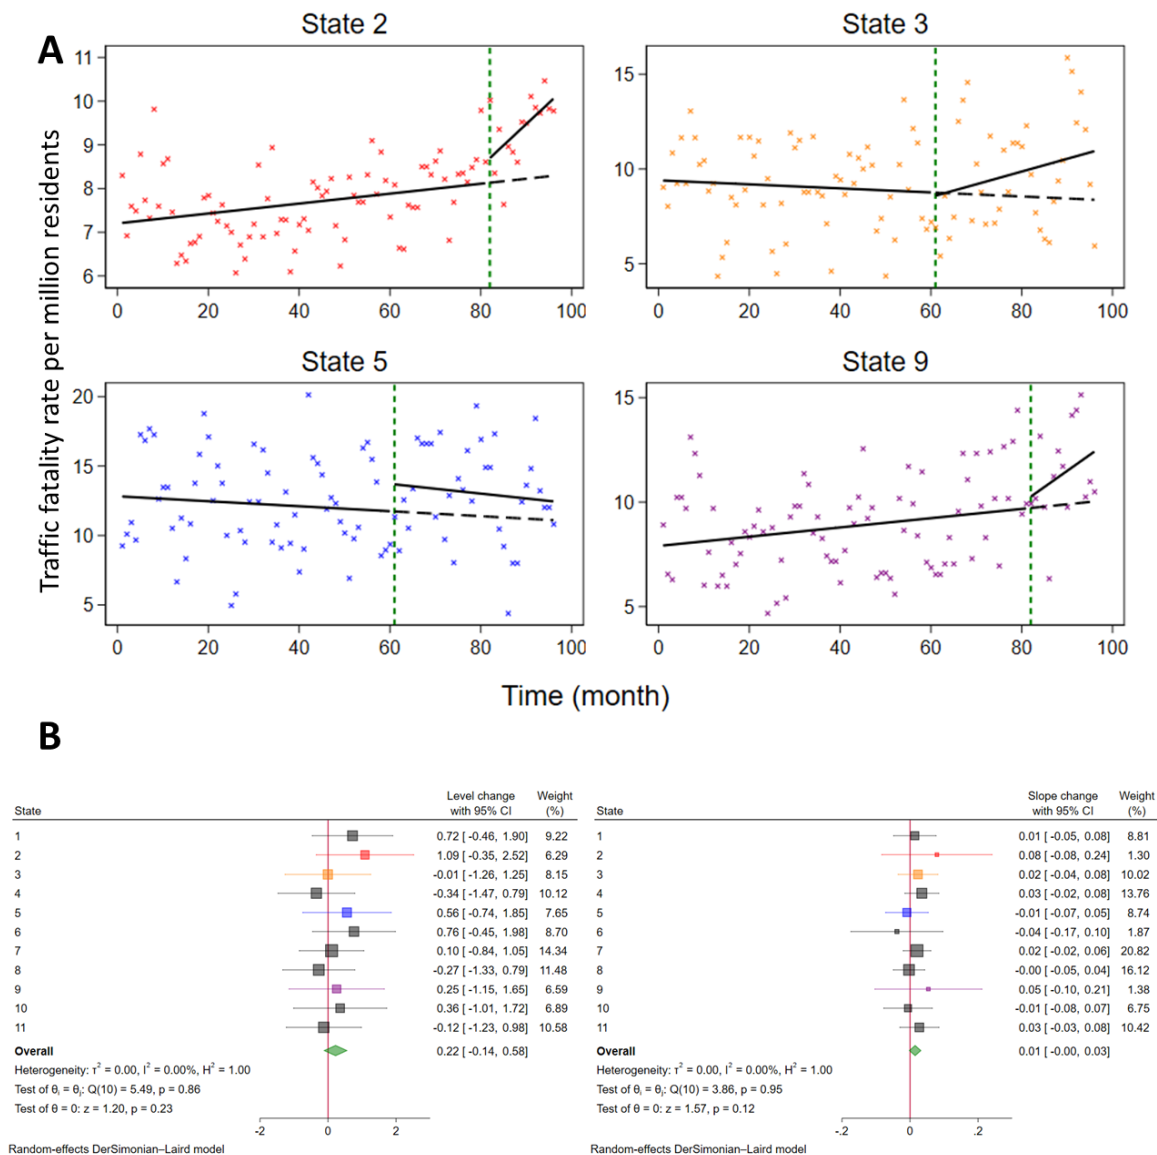 A
State 2
State 3
11
10
9
8
7
6
15
10
5
0 20 40 60 80 100
0 20 40 60 80 100
Traffic fatality rate per million residents
State 5
State 9
20
15
10
5
15
10
5
0 20 40 60 80 100
0 20 40 60 80 100
Time (month)
B
State Level change with 95% CI Weight (%)
1 0.72 [ -0.46, 1.90] 9.22
2 1.09 [ -0.35, 2.52] 6.29
3 -0.01 [ -1.26, 1.25] 8.15
4 -0.34 [ -1.47, 0.79] 10.12
5 0.56 [ -0.74, 1.85] 7.65
6 0.76 [ -0.45, 1.98] 8.70
7 0.10 [ -0.84, 1.05] 14.34
8 -0.27 [ -1.33, 0.79] 11.48
9 0.25 [ -1.15, 1.65] 6.59
10 0.36 [ -1.01, 1.72] 6.89
11 -0.12 [ -1.23, 0.98] 10.58
Overall 0.22 [ -0.14, 0.58]
Heterogeneity: τ² = 0.00, I² = 0.00%, H² = 1.00
Test of θᵢ = θⱼ: Q(10) = 5.49, p = 0.86
Test of θ = 0: z = 1.20, p = 0.23
-2 0 2
Random-effects DerSimonian–Laird model
State Slope change with 95% CI Weight (%)
1 0.01 [ -0.05, 0.08] 8.81
2 0.08 [ -0.08, 0.24] 1.30
3 0.02 [ -0.04, 0.08] 10.02
4 0.03 [ -0.02, 0.08] 13.76
5 -0.01 [ -0.07, 0.05] 8.74
6 -0.04 [ -0.17, 0.10] 1.87
7 0.02 [ -0.02, 0.06] 20.82
8 -0.00 [ -0.05, 0.04] 16.12
9 0.05 [ -0.10, 0.21] 1.38
10 -0.01 [ -0.08, 0.07] 6.75
11 0.03 [ -0.03, 0.08] 10.42
Overall 0.01 [ -0.00, 0.03]
Heterogeneity: τ² = 0.00, I² = 0.00%, H² = 1.00
Test of θᵢ = θⱼ: Q(10) = 3.86, p = 0.95
Test of θ = 0: z = 1.57, p = 0.12
-.2 0 .2
Random-effects DerSimonian–Laird model